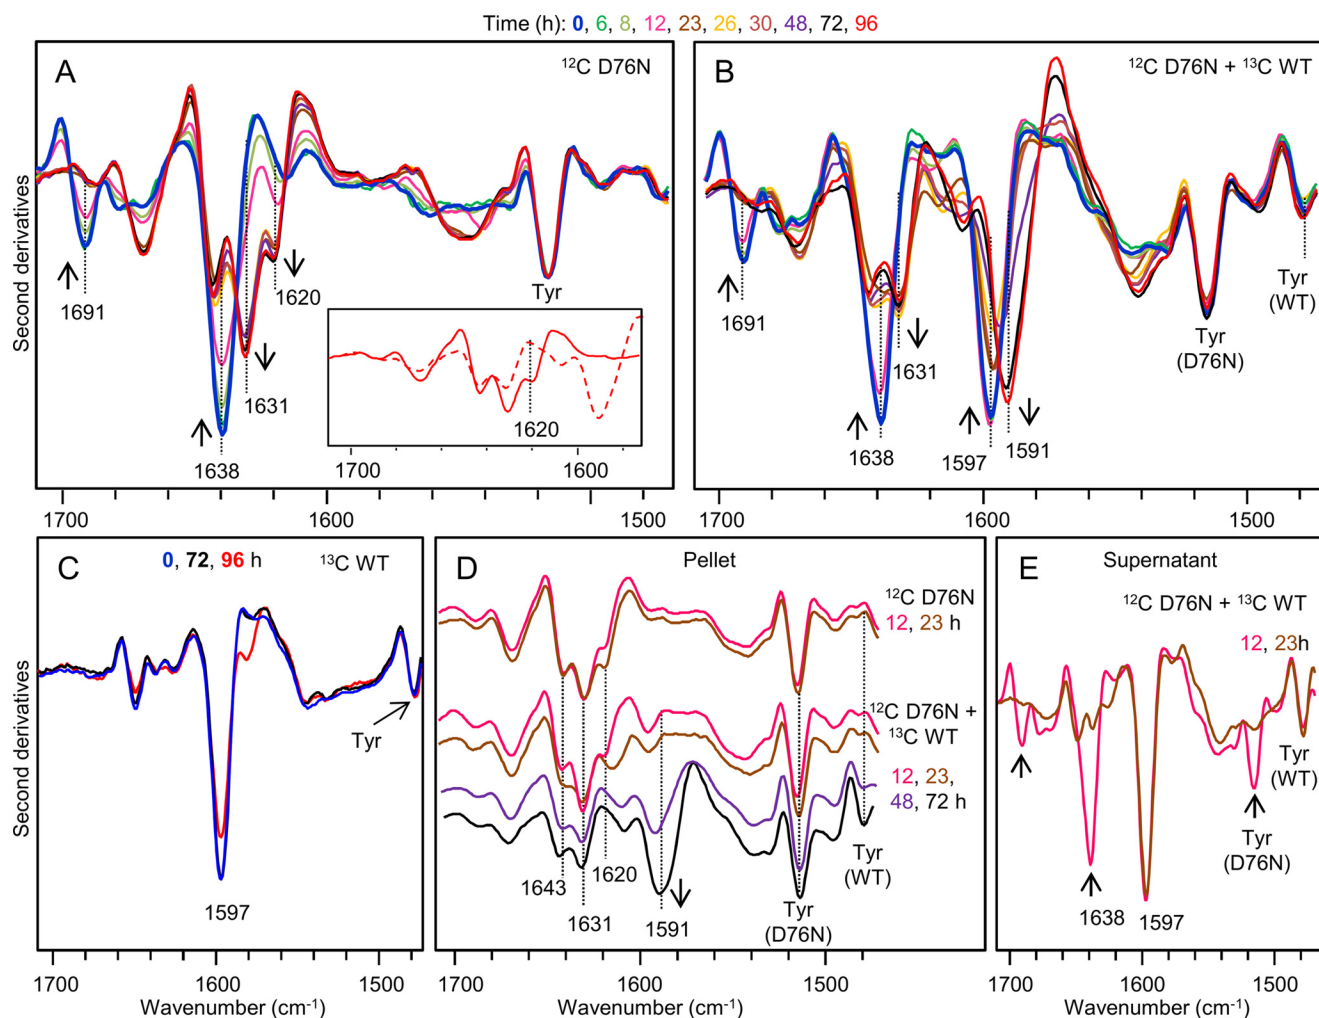 Time (h): 0, 6, 8, 12, 23, 26, 30, 48, 72, 96
A
¹²C D76N
Second derivatives
1691
1638
1631
1620
Tyr
1620
1700
1600
1700
1600
1500
B
¹²C D76N + ¹³C WT
1691
1638
1631
1597
1591
Tyr
(D76N)
Tyr
(WT)
1700
1600
1500
C
0, 72, 96 h
¹³C WT
Second derivatives
1597
Tyr
1700
1600
1500
Wavenumber (cm⁻¹)
D
Pellet
¹²C D76N
12, 23 h
¹²C D76N +
¹³C WT
12, 23,
48, 72 h
1643
1631
1620
1591
Tyr
(D76N)
Tyr
(WT)
1700
1600
1500
Wavenumber (cm⁻¹)
E
Supernatant
¹²C D76N + ¹³C WT
12, 23h
1638
1597
Tyr
(D76N)
Tyr
(WT)
1700
1600
1500
Wavenumber (cm⁻¹)